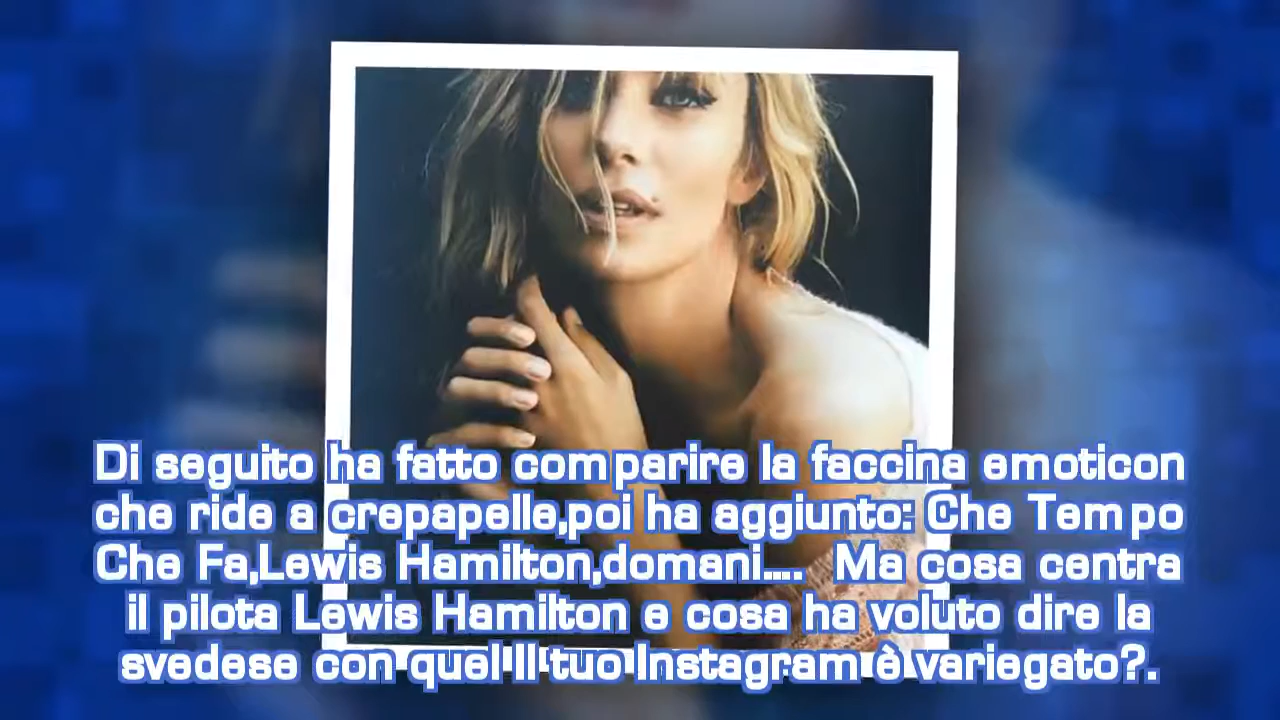 Di seguito ha fatto comparire la faccina emoticon
che ride a crepapelle,poi ha aggiunto: Che Tempo
Che Fa,Lewis Hamilton,domani.... Ma cosa centra
il pilota Lewis Hamilton e cosa ha voluto dire la
svedese con quel Il tuo Instagram è variegato?.